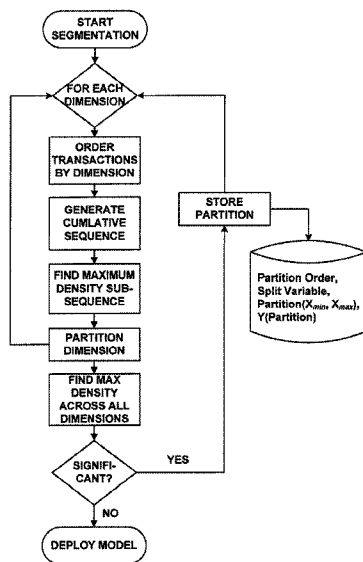 START
SEGMENTATION
FOR EACH
DIMENSION
ORDER
TRANSACTIONS
BY DIMENSION
GENERATE
CUMLATIVE
SEQUENCE
FIND MAXIMUM
DENSITY SUB-
SEQUENCE
PARTITION
DIMENSION
FIND MAX
DENSITY
ACROSS ALL
DIMENSIONS
SIGNIFI-
CANT?
YES
NO
DEPLOY MODEL
STORE
PARTITION
Partition Order,
Split Variable,
Partition(Xmin, Xmax),
Y(Partition)